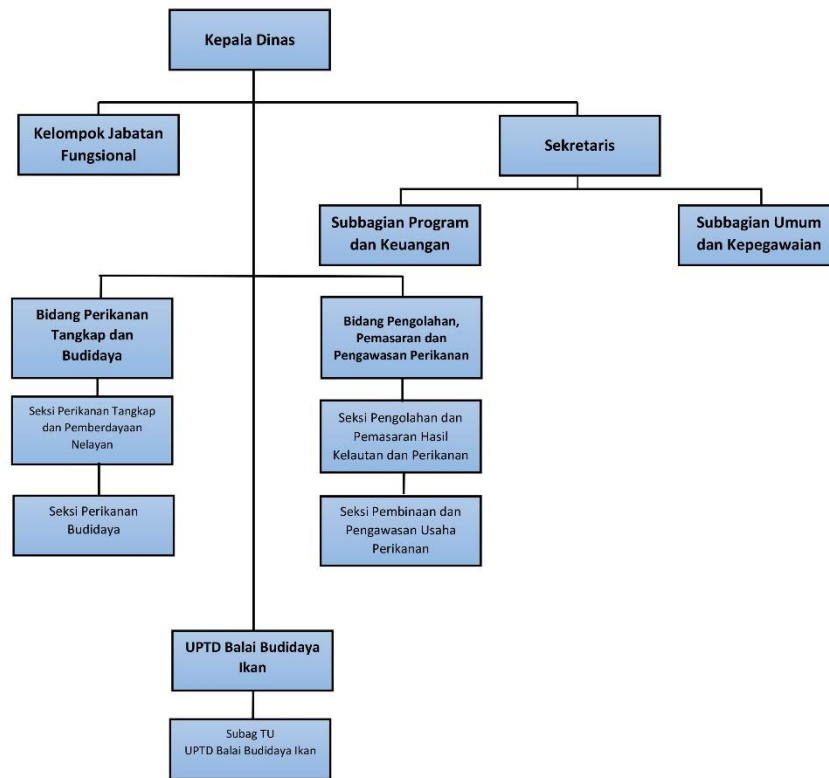 Kepala Dinas
Kelompok Jabatan
Fungsional
Sekretaris
Subbagian Program
dan Keuangan
Subbagian Umum
dan Kepegawaian
Bidang Perikanan
Tangkap dan
Budidaya
Bidang Pengolahan,
Pemasaran dan
Pengawasan Perikanan
Seksi Perikanan Tangkap
dan Pemberdayaan
Nelayan
Seksi Pengolahan dan
Pemasaran Hasil
Kelautan dan Perikanan
Seksi Perikanan
Budidaya
Seksi Pembinaan dan
Pengawasan Usaha
Perikanan
UPTD Balai Budidaya
Ikan
Subag TU
UPTD Balai Budidaya Ikan